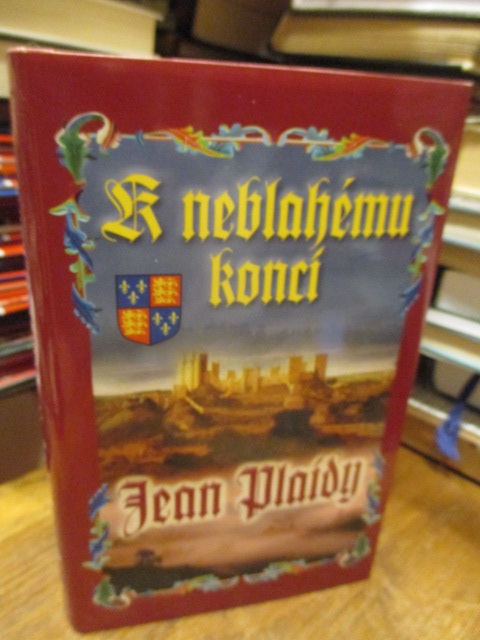 K neblahému
konci
Jean Plaidy